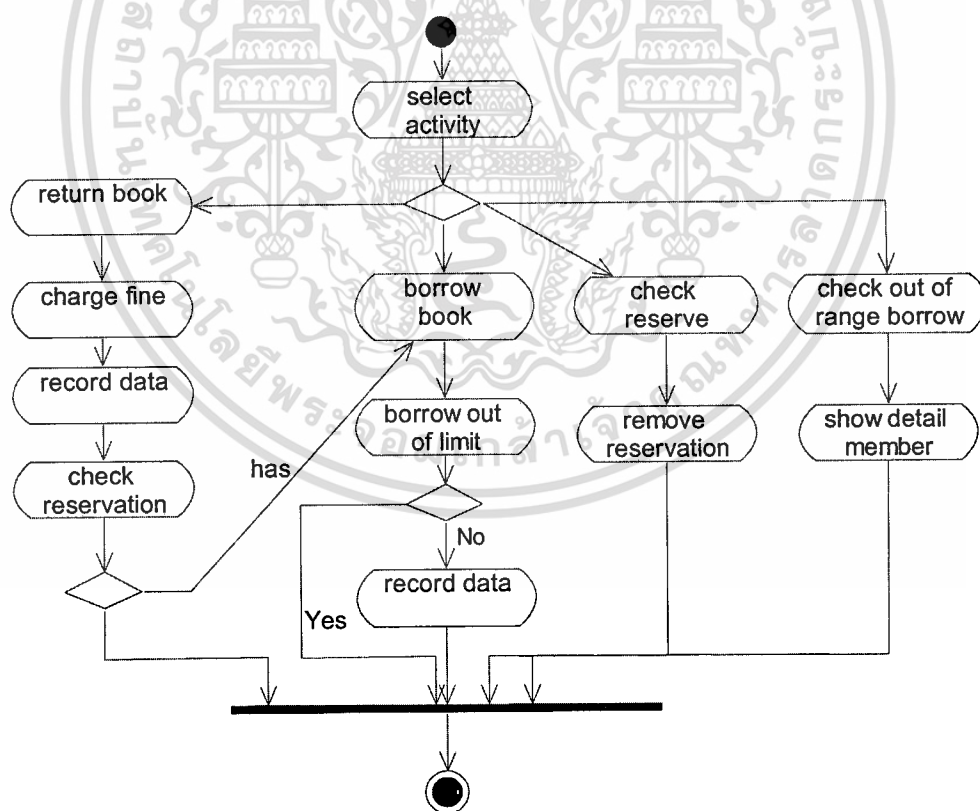 select
activity
return book
charge fine
record data
check
reservation
has
borrow
book
borrow out
of limit
No
Yes
record data
check
reserve
remove
reservation
check out of
range borrow
show detail
member